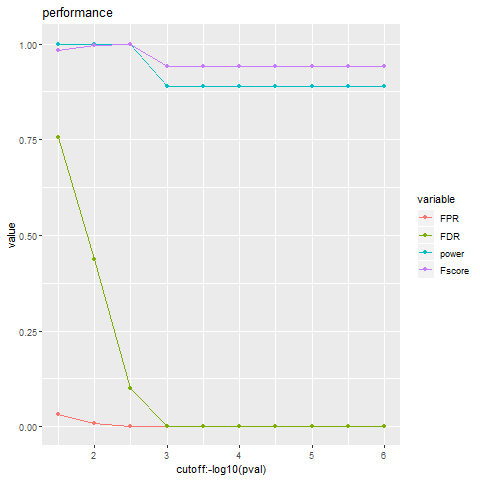 performance
1.00
0.75
0.50
0.25
0.00
value
2
3
4
5
6
cutoff:-log10(pval)
variable
FPR
FDR
power
Fscore